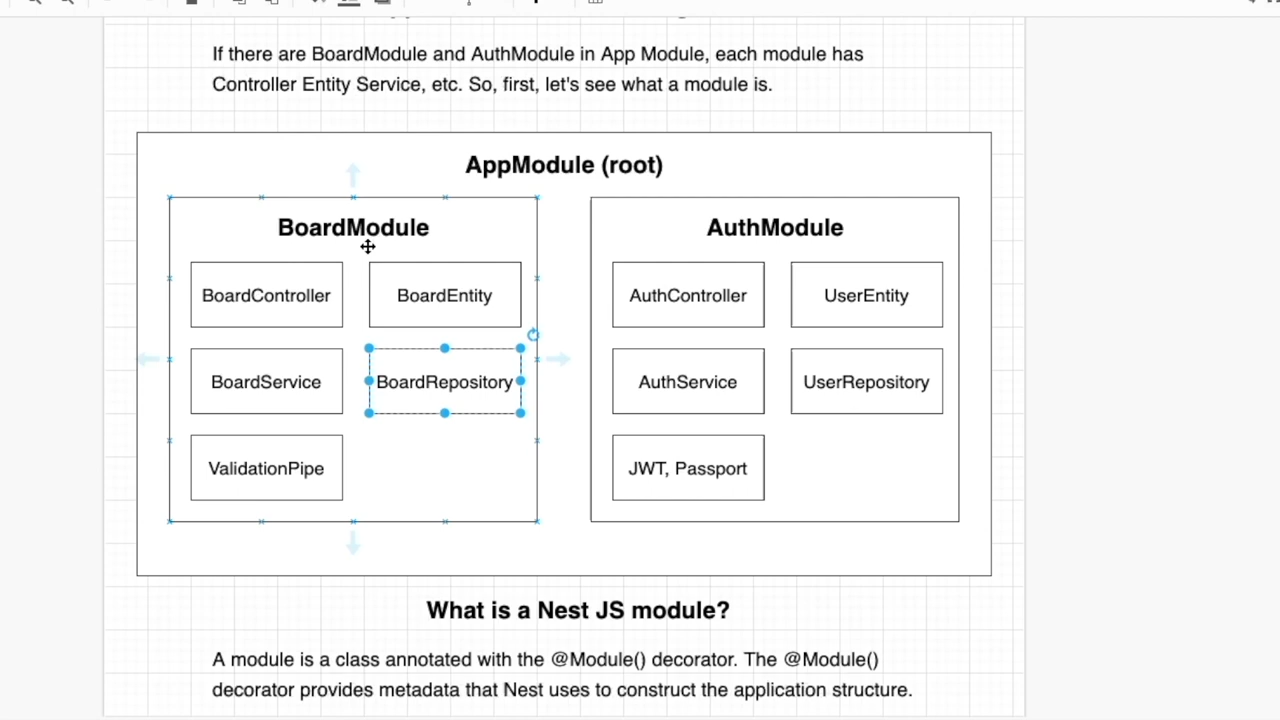 If there are BoardModule and AuthModule in App Module, each module has
Controller Entity Service, etc. So, first, let's see what a module is.
AppModule (root)
BoardModule
BoardController
BoardEntity
BoardService
BoardRepository
ValidationPipe
AuthModule
AuthController
UserEntity
AuthService
UserRepository
JWT, Passport
What is a Nest JS module?
A module is a class annotated with the @Module() decorator. The @Module()
decorator provides metadata that Nest uses to construct the application structure.